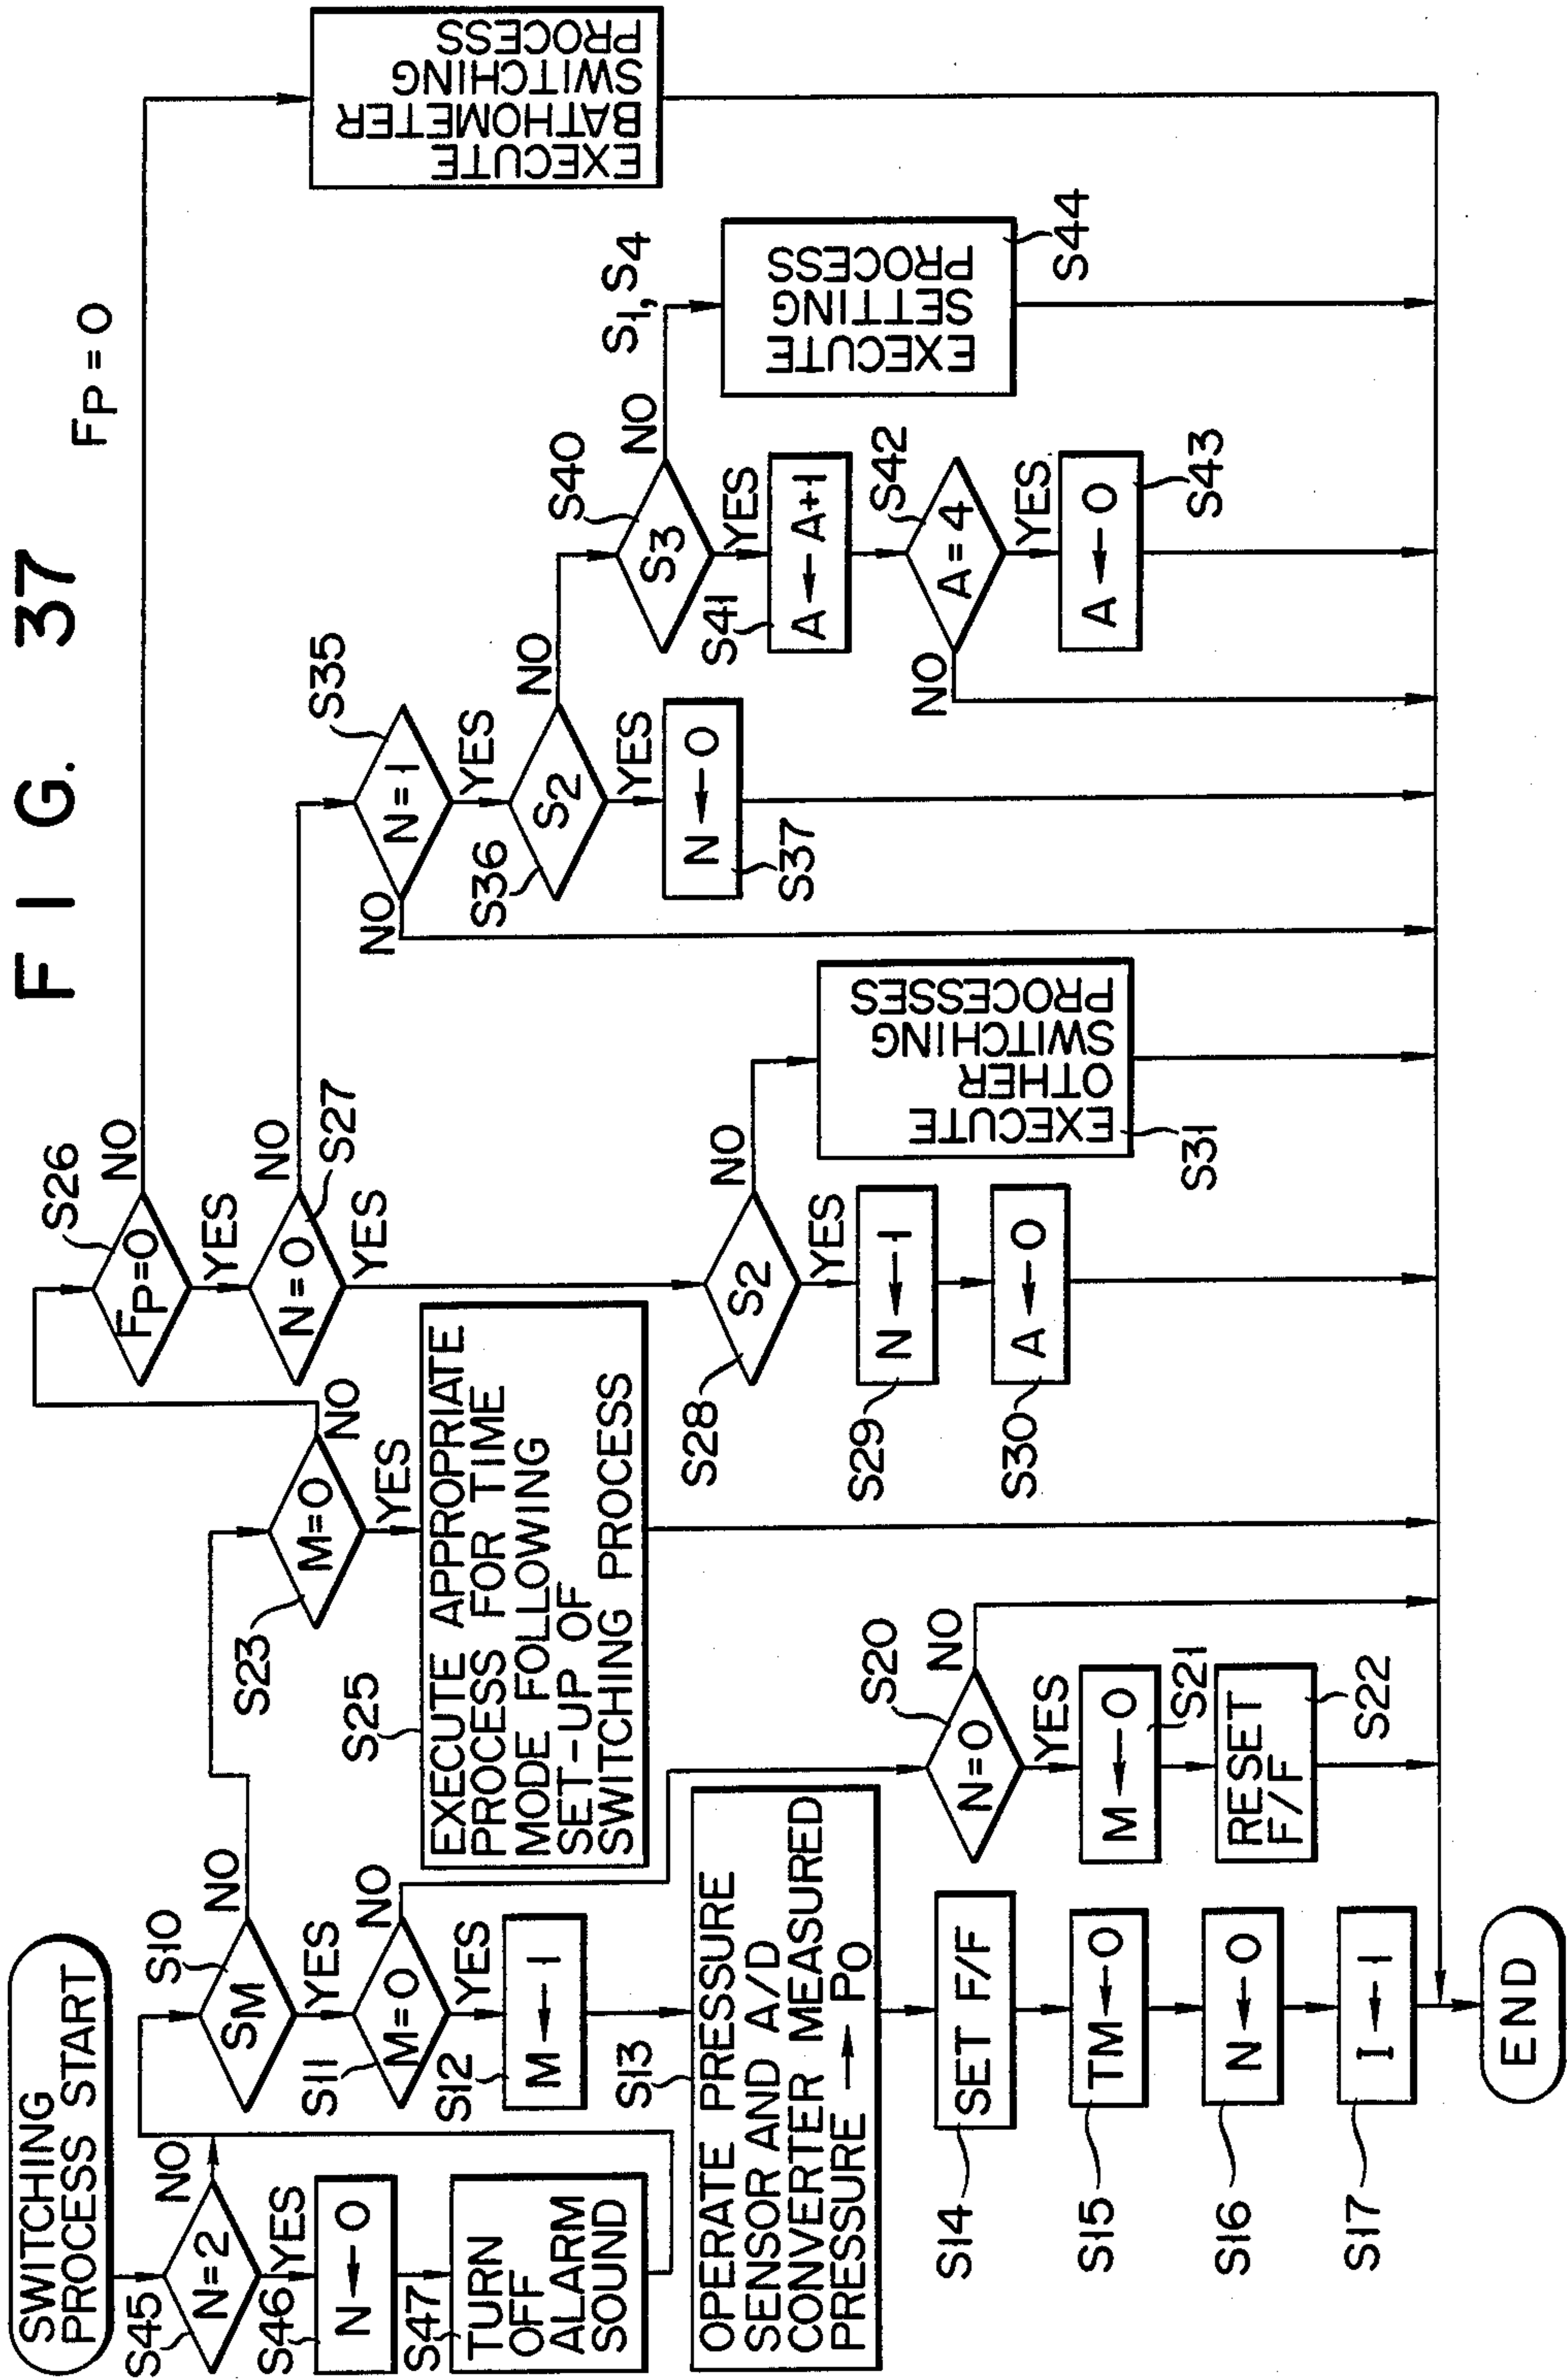 FIG. 37
SWITCHING
PROCESS START
S45
N=2
NO
YES
S46
N←0
S47
TURN
OFF
ALARM
SOUND
S10
SM
NO
YES
S11
M=0
NO
YES
S12
M←1
S13
OPERATE PRESSURE
SENSOR AND A/D
CONVERTER MEASURED
PRESSURE → P0
S14
SET F/F
S15
TM←0
S16
N←0
S17
I←1
END
S20
N=0
NO
YES
M←0
S21
RESET
F/F
S22
S23
M=0
NO
YES
S25
EXECUTE APPROPRIATE
PROCESS FOR TIME
MODE FOLLOWING
SET-UP OF
SWITCHING PROCESS
S26
FP=0
NO
YES
N=0
S27
NO
YES
S28
S2
NO
YES
S29
N←1
S30
A←0
EXECUTE
OTHER
SWITCHING
PROCESSES
S31
S35
N=1
NO
YES
S36
S2
NO
YES
N←0
S37
S40
S3
NO
YES
S41
A←A+1
S42
A=4
NO
YES
A←0
S43
S1, S4
EXECUTE
SETTING
PROCESS
S44
FP=0
EXECUTE
BATHOMETER
SWITCHING
PROCESS